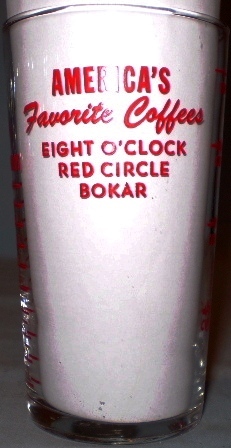 AMERICA'S
Favorite Coffees
EIGHT O'CLOCK
RED CIRCLE
BOKAR